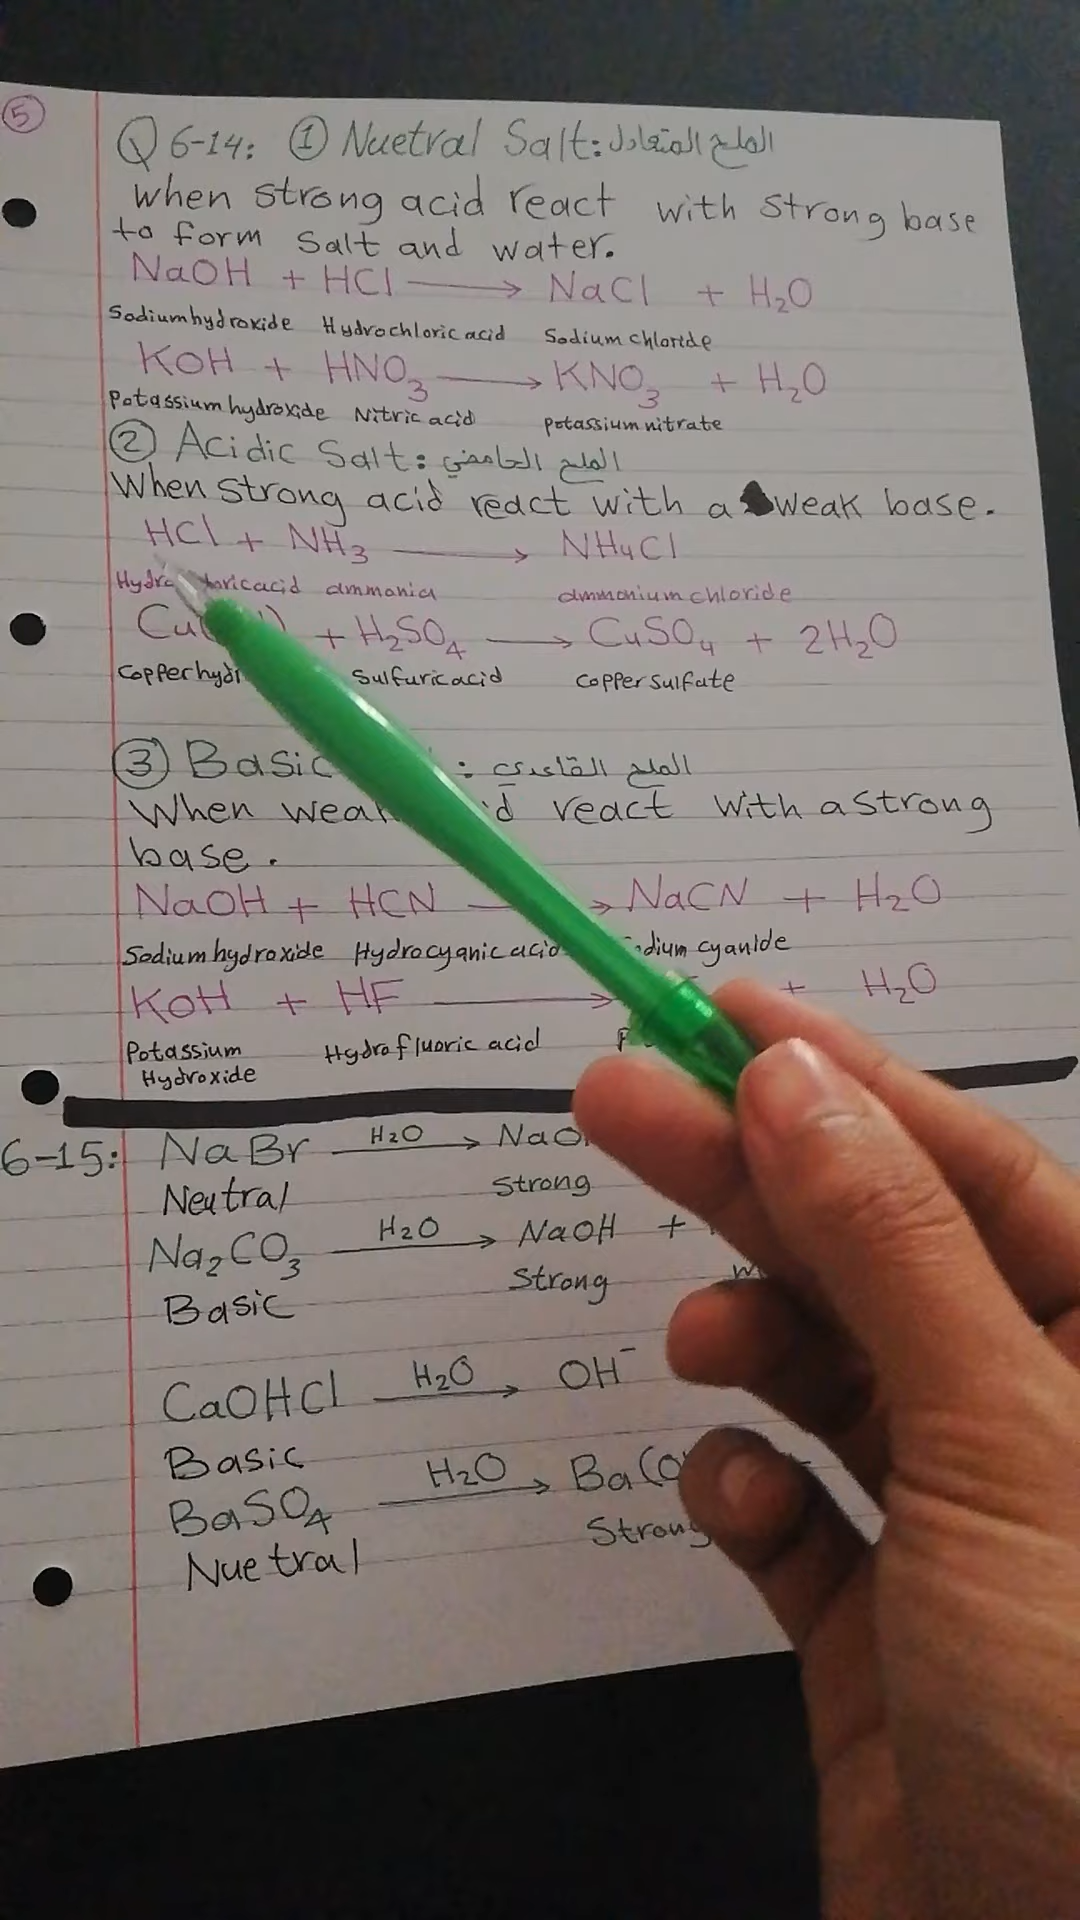 5
Q 6-14: ① Nuetral Salt: الملح المتعادل
when strong acid react with strong base
to form salt and water.
NaOH + HCl → NaCl + H₂O
Sodiumhydroxide Hydrochloric acid Sodium chloride
KOH + HNO₃ → KNO₃ + H₂O
Potassium hydroxide Nitric acid potassium nitrate
② Acidic Salt: الملح الحامضي
When strong acid react with a weak base.
HCl + NH₃ → NH₄Cl
ammonia ammonium chloride
+ H₂SO₄ → CuSO₄ + 2H₂O
Sulfuric acid copper sulfate
③ Basic : الملح القاعدي
When react with a strong
base.
NaOH + HCN → NaCN + H₂O
Sodium hydroxide Hydrocyanic acid cyanide
KOH + HF → + H₂O
Potassium Hydrofluoric acid
Hydroxide
6-15: NaBr H₂O →
Neutral Strong
Na₂CO₃ H₂O → NaOH +
Basic Strong
CaOHCl H₂O → OH⁻
Basic
BaSO₄ H₂O →
Nuetral Strong